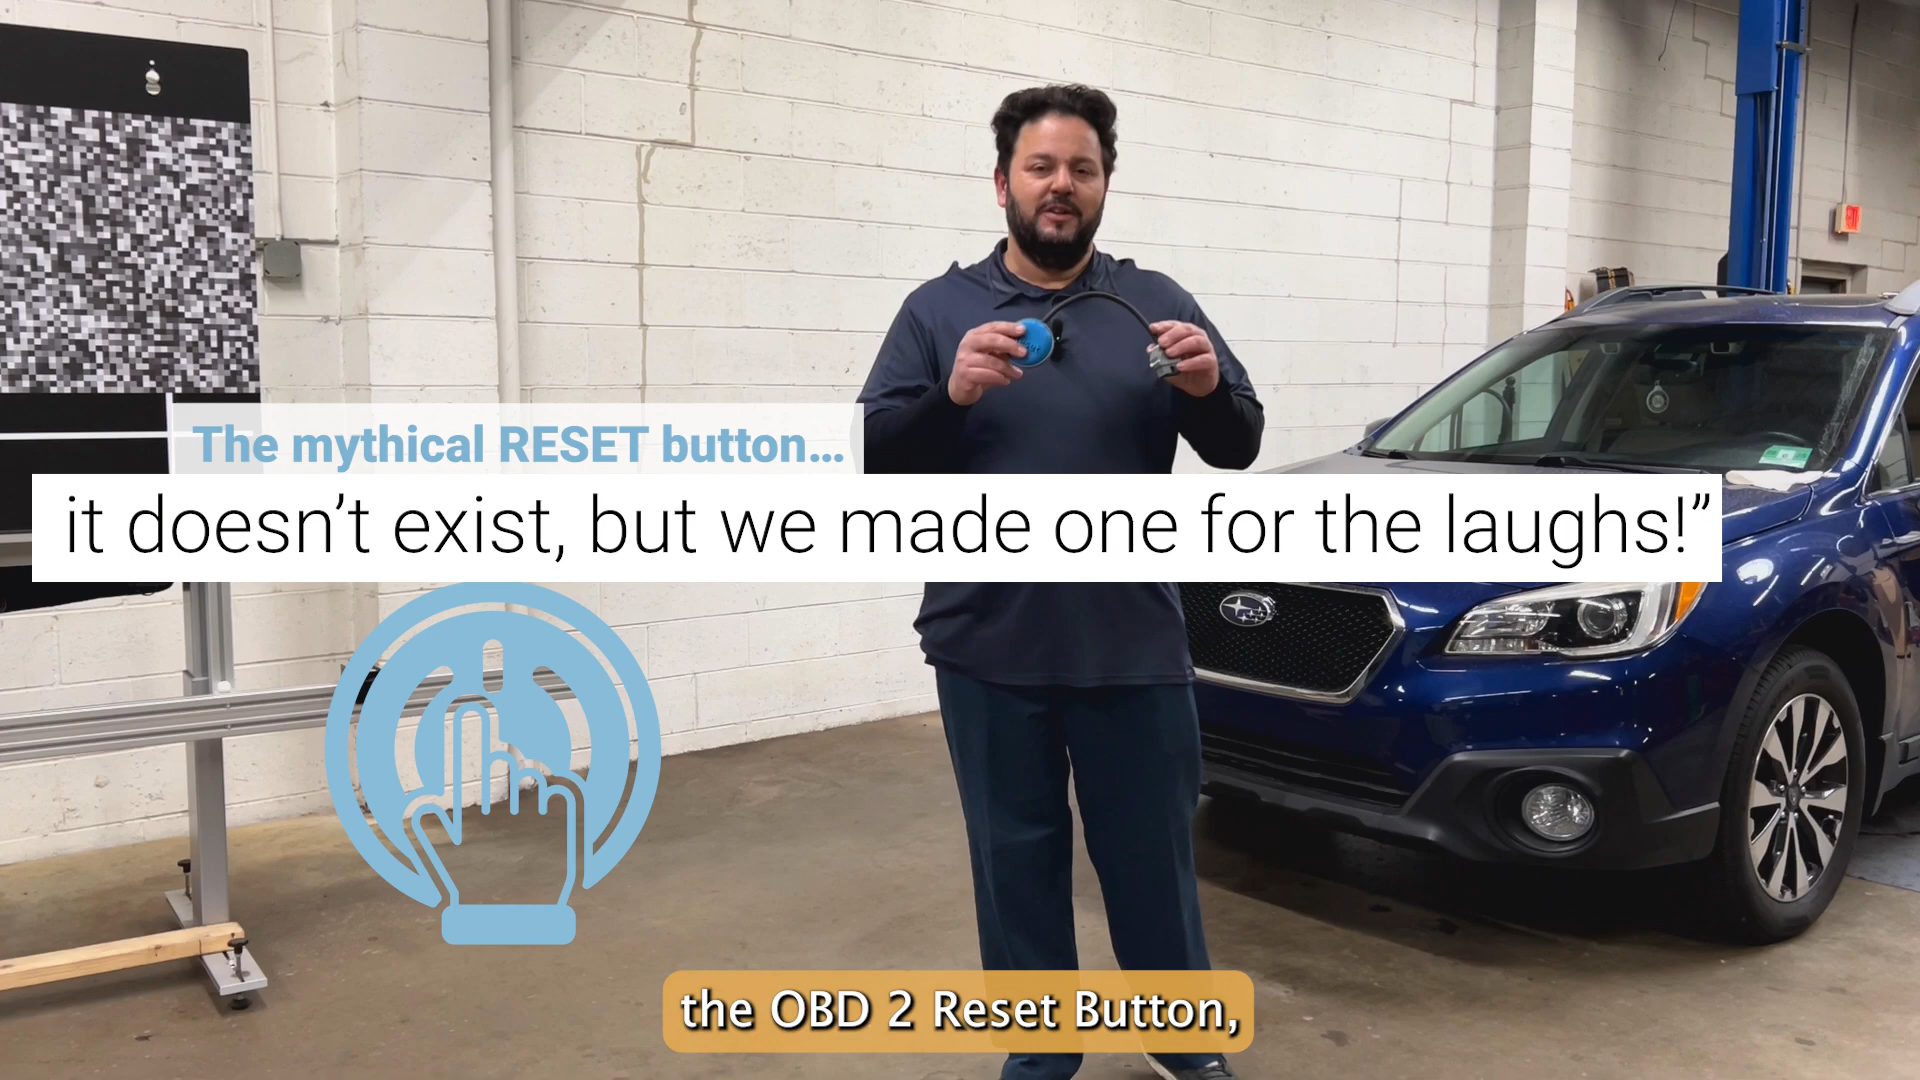 The mythical RESET button...
it doesn’t exist, but we made one for the laughs!”
the OBD 2 Reset Button,